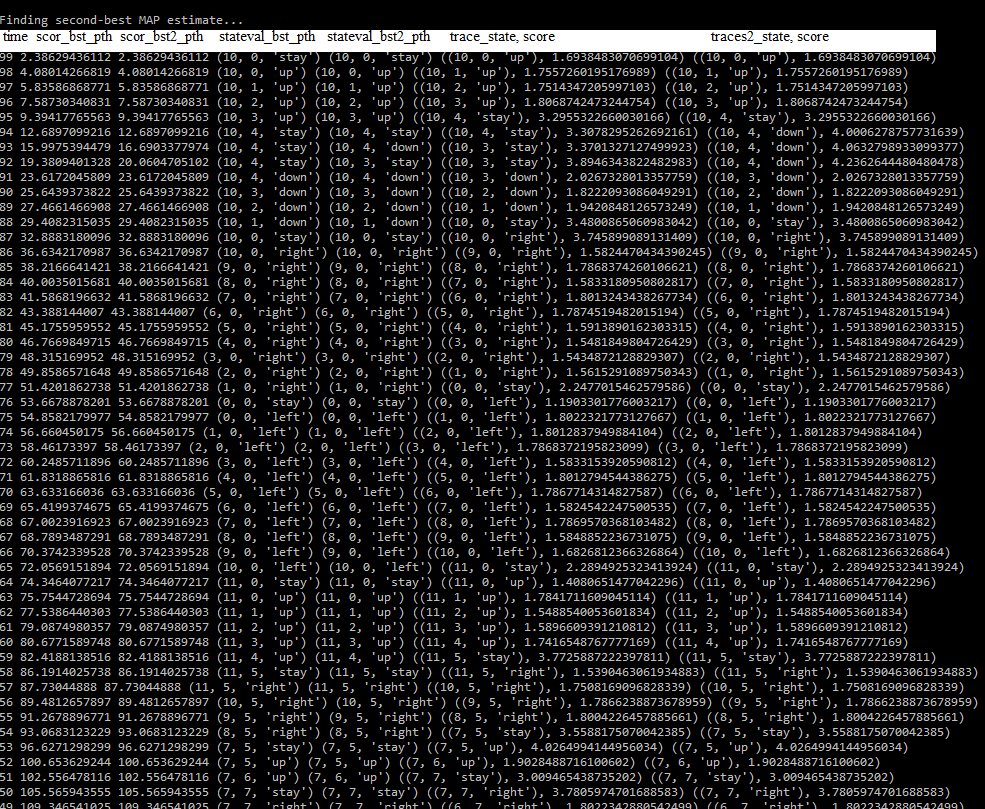 Finding second-best MAP estimate...
time scor_bst_pth scor_bst2_pth stateval_bst_pth stateval_bst2_pth trace_state, score traces2_state, score
99 2.38629436112 2.38629436112 (10, 0, 'stay') (10, 0, 'stay') ((10, 0, 'up'), 1.6938483070699104) ((10, 0, 'up'), 1.6938483070699104)
98 4.08014266819 4.08014266819 (10, 0, 'up') (10, 0, 'up') ((10, 1, 'up'), 1.7557260195176989) ((10, 1, 'up'), 1.7557260195176989)
97 5.83586868771 5.83586868771 (10, 1, 'up') (10, 1, 'up') ((10, 2, 'up'), 1.7514347205997103) ((10, 2, 'up'), 1.7514347205997103)
96 7.58730340831 7.58730340831 (10, 2, 'up') (10, 2, 'up') ((10, 3, 'up'), 1.8068742473244754) ((10, 3, 'up'), 1.8068742473244754)
95 9.39417765563 9.39417765563 (10, 3, 'up') (10, 3, 'up') ((10, 4, 'stay'), 3.2955322660030166) ((10, 4, 'stay'), 3.2955322660030166)
94 12.6897099216 12.6897099216 (10, 4, 'stay') (10, 4, 'stay') ((10, 4, 'stay'), 3.3078295262692161) ((10, 4, 'down'), 4.0006278757731639)
93 15.9975394479 16.6903377974 (10, 4, 'stay') (10, 4, 'down') ((10, 3, 'stay'), 3.3701327127499923) ((10, 4, 'down'), 4.0632798933099377)
92 19.3809401328 20.0604705102 (10, 4, 'stay') (10, 3, 'stay') ((10, 4, 'down'), 3.8946343822482983) ((10, 4, 'down'), 4.2362644480480478)
91 23.6172045809 23.6172045809 (10, 4, 'down') (10, 4, 'down') ((10, 3, 'down'), 2.0267328013357759) ((10, 3, 'down'), 2.0267328013357759)
90 25.6439373822 25.6439373822 (10, 3, 'down') (10, 3, 'down') ((10, 2, 'down'), 1.8222093086049291) ((10, 2, 'down'), 1.8222093086049291)
89 27.4661466908 27.4661466908 (10, 2, 'down') (10, 2, 'down') ((10, 1, 'down'), 1.9420848126573249) ((10, 1, 'down'), 1.9420848126573249)
88 29.4082315035 29.4082315035 (10, 1, 'down') (10, 1, 'down') ((10, 0, 'stay'), 3.4800865060983042) ((10, 0, 'stay'), 3.4800865060983042)
87 32.8883180096 32.8883180096 (10, 0, 'stay') (10, 0, 'stay') ((10, 0, 'right'), 3.745899089131409) ((10, 0, 'right'), 3.745899089131409)
86 36.6342170987 36.6342170987 (10, 0, 'right') (10, 0, 'right') ((9, 0, 'right'), 1.5824470434390245) ((9, 0, 'right'), 1.5824470434390245)
85 38.2166641421 38.2166641421 (9, 0, 'right') (9, 0, 'right') ((8, 0, 'right'), 1.7868374260106621) ((8, 0, 'right'), 1.7868374260106621)
84 40.0035015681 40.0035015681 (8, 0, 'right') (8, 0, 'right') ((7, 0, 'right'), 1.5833180950802817) ((7, 0, 'right'), 1.5833180950802817)
83 41.5868196632 41.5868196632 (7, 0, 'right') (7, 0, 'right') ((6, 0, 'right'), 1.8013243438267734) ((6, 0, 'right'), 1.8013243438267734)
82 43.388144007 43.388144007 (6, 0, 'right') (6, 0, 'right') ((5, 0, 'right'), 1.7874519482015194) ((5, 0, 'right'), 1.7874519482015194)
81 45.1755959552 45.1755959552 (5, 0, 'right') (5, 0, 'right') ((4, 0, 'right'), 1.5913890162303315) ((4, 0, 'right'), 1.5913890162303315)
80 46.7669849715 46.7669849715 (4, 0, 'right') (4, 0, 'right') ((3, 0, 'right'), 1.5481849804726429) ((3, 0, 'right'), 1.5481849804726429)
79 48.315169952 48.315169952 (3, 0, 'right') (3, 0, 'right') ((2, 0, 'right'), 1.5434872128829307) ((2, 0, 'right'), 1.5434872128829307)
78 49.8586571648 49.8586571648 (2, 0, 'right') (2, 0, 'right') ((1, 0, 'right'), 1.5615291089750343) ((1, 0, 'right'), 1.5615291089750343)
77 51.4201862738 51.4201862738 (1, 0, 'right') (1, 0, 'right') ((0, 0, 'stay'), 2.2477015462579586) ((0, 0, 'stay'), 2.2477015462579586)
76 53.6678878201 53.6678878201 (0, 0, 'stay') (0, 0, 'stay') ((0, 0, 'left'), 1.1903301776003217) ((0, 0, 'left'), 1.1903301776003217)
75 54.8582179977 54.8582179977 (0, 0, 'left') (0, 0, 'left') ((1, 0, 'left'), 1.8022321773127667) ((1, 0, 'left'), 1.8022321773127667)
74 56.660450175 56.660450175 (1, 0, 'left') (1, 0, 'left') ((2, 0, 'left'), 1.8012837949884104) ((2, 0, 'left'), 1.8012837949884104)
73 58.46173397 58.46173397 (2, 0, 'left') (2, 0, 'left') ((3, 0, 'left'), 1.7868372195823099) ((3, 0, 'left'), 1.7868372195823099)
72 60.2485711896 60.2485711896 (3, 0, 'left') (3, 0, 'left') ((4, 0, 'left'), 1.5833153920590812) ((4, 0, 'left'), 1.5833153920590812)
71 61.8318865816 61.8318865816 (4, 0, 'left') (4, 0, 'left') ((5, 0, 'left'), 1.8012794544386275) ((5, 0, 'left'), 1.8012794544386275)
70 63.633166036 63.633166036 (5, 0, 'left') (5, 0, 'left') ((6, 0, 'left'), 1.7867714314827587) ((6, 0, 'left'), 1.7867714314827587)
69 65.4199374675 65.4199374675 (6, 0, 'left') (6, 0, 'left') ((7, 0, 'left'), 1.5824542247500535) ((7, 0, 'left'), 1.5824542247500535)
68 67.0023916923 67.0023916923 (7, 0, 'left') (7, 0, 'left') ((8, 0, 'left'), 1.7869570368103482) ((8, 0, 'left'), 1.7869570368103482)
67 68.7893487291 68.7893487291 (8, 0, 'left') (8, 0, 'left') ((9, 0, 'left'), 1.5848852236731075) ((9, 0, 'left'), 1.5848852236731075)
66 70.3742339528 70.3742339528 (9, 0, 'left') (9, 0, 'left') ((10, 0, 'left'), 1.6826812366326864) ((10, 0, 'left'), 1.6826812366326864)
65 72.0569151894 72.0569151894 (10, 0, 'left') (10, 0, 'left') ((11, 0, 'stay'), 2.2894925323413924) ((11, 0, 'stay'), 2.2894925323413924)
64 74.3464077217 74.3464077217 (11, 0, 'stay') (11, 0, 'stay') ((11, 0, 'up'), 1.4080651477042296) ((11, 0, 'up'), 1.4080651477042296)
63 75.7544728694 75.7544728694 (11, 0, 'up') (11, 0, 'up') ((11, 1, 'up'), 1.7841711609045114) ((11, 1, 'up'), 1.7841711609045114)
62 77.5386440303 77.5386440303 (11, 1, 'up') (11, 1, 'up') ((11, 2, 'up'), 1.5488540053601834) ((11, 2, 'up'), 1.5488540053601834)
61 79.0874980357 79.0874980357 (11, 2, 'up') (11, 2, 'up') ((11, 3, 'up'), 1.5896609391210812) ((11, 3, 'up'), 1.5896609391210812)
60 80.6771589748 80.6771589748 (11, 3, 'up') (11, 3, 'up') ((11, 4, 'up'), 1.7416548767777169) ((11, 4, 'up'), 1.7416548767777169)
59 82.4188138516 82.4188138516 (11, 4, 'up') (11, 4, 'up') ((11, 5, 'stay'), 3.7725887222397811) ((11, 5, 'stay'), 3.7725887222397811)
58 86.1914025738 86.1914025738 (11, 5, 'stay') (11, 5, 'stay') ((11, 5, 'right'), 1.5390463061934883) ((11, 5, 'right'), 1.5390463061934883)
57 87.73044888 87.73044888 (11, 5, 'right') (11, 5, 'right') ((10, 5, 'right'), 1.7508169096828339) ((10, 5, 'right'), 1.7508169096828339)
56 89.4812657897 89.4812657897 (10, 5, 'right') (10, 5, 'right') ((9, 5, 'right'), 1.7866238873678959) ((9, 5, 'right'), 1.7866238873678959)
55 91.2678896771 91.2678896771 (9, 5, 'right') (9, 5, 'right') ((8, 5, 'right'), 1.8004226457885661) ((8, 5, 'right'), 1.8004226457885661)
54 93.0683123229 93.0683123229 (8, 5, 'right') (8, 5, 'right') ((7, 5, 'stay'), 3.5588175070042385) ((7, 5, 'stay'), 3.5588175070042385)
53 96.6271298299 96.6271298299 (7, 5, 'stay') (7, 5, 'stay') ((7, 5, 'up'), 4.0264994144956034) ((7, 5, 'up'), 4.0264994144956034)
52 100.653629244 100.653629244 (7, 5, 'up') (7, 5, 'up') ((7, 6, 'up'), 1.9028488716100602) ((7, 6, 'up'), 1.9028488716100602)
51 102.556478116 102.556478116 (7, 6, 'up') (7, 6, 'up') ((7, 7, 'stay'), 3.009465438735202) ((7, 7, 'stay'), 3.009465438735202)
50 105.565943555 105.565943555 (7, 7, 'stay') (7, 7, 'stay') ((7, 7, 'right'), 3.7805974701688583) ((7, 7, 'right'), 3.7805974701688583)
49 109.346541025 109.346541025 (7, 7, 'right') (7, 7, 'right') ((6, 7, 'right'), 1.8022342542499) ((6, 7, 'right'), 1.8022342542499)